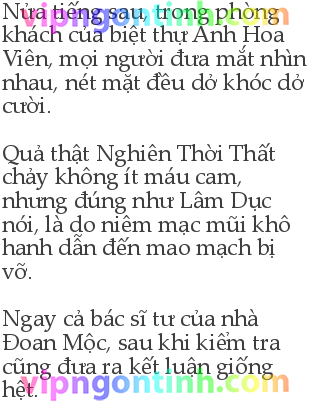 Nửa tiếng sau, trong phòng
khách của biệt thự Anh Hoa
Viên, mọi người đưa mắt nhìn
nhau, nét mặt đều dở khóc dở
cười.
Quả thật Nghiên Thời Thất
chảy không ít máu cam,
nhưng đúng như Lâm Dục
nói, là do niêm mạc mũi khô
hanh dẫn đến mao mạch bị
vỡ.
Ngay cả bác sĩ tư của nhà
Đoan Mộc, sau khi kiểm tra
cũng đưa ra kết luận giống
hệt.
vipngontinh.com
vipngontinh.com
vipngontinh.com